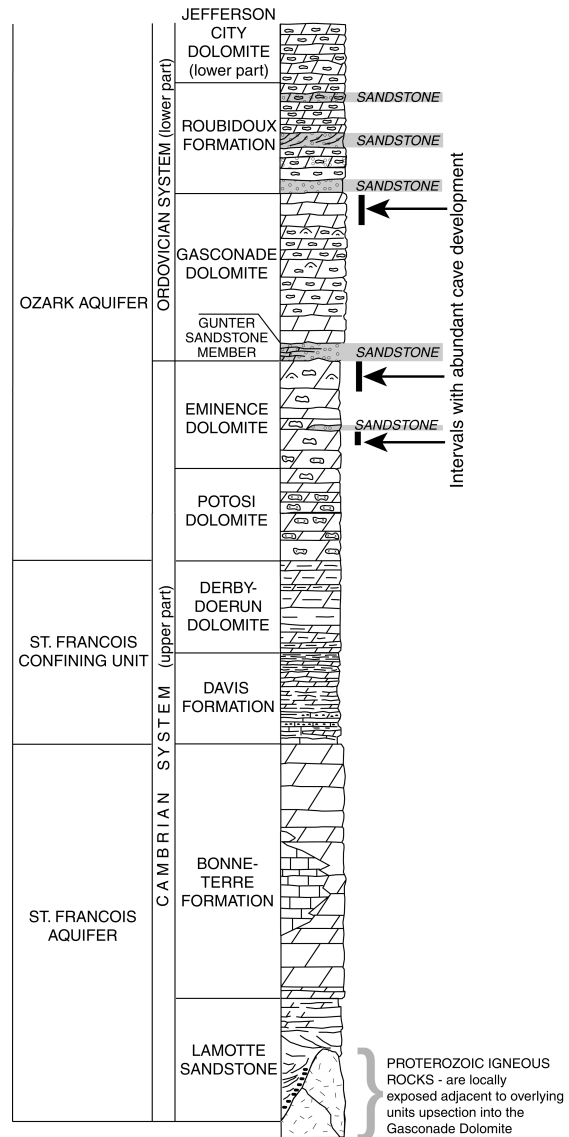 JEFFERSON
CITY
DOLOMITE
(lower part)
SANDSTONE
ROUBIDOUX
FORMATION
SANDSTONE
SANDSTONE
ORDOVICIAN SYSTEM (lower part)
Intervals with abundant cave development
GASCONADE
DOLOMITE
OZARK AQUIFER
GUNTER
SANDSTONE
MEMBER
SANDSTONE
EMINENCE
DOLOMITE
SANDSTONE
POTOSI
DOLOMITE
CAMBRIAN SYSTEM (upper part)
DERBY-
DOERUN
DOLOMITE
ST. FRANCOIS
CONFINING UNIT
DAVIS
FORMATION
BONNE-
TERRE
FORMATION
ST. FRANCOIS
AQUIFER
LAMOTTE
SANDSTONE
PROTEROZOIC IGNEOUS
ROCKS - are locally
exposed adjacent to overlying
units upsection into the
Gasconade Dolomite